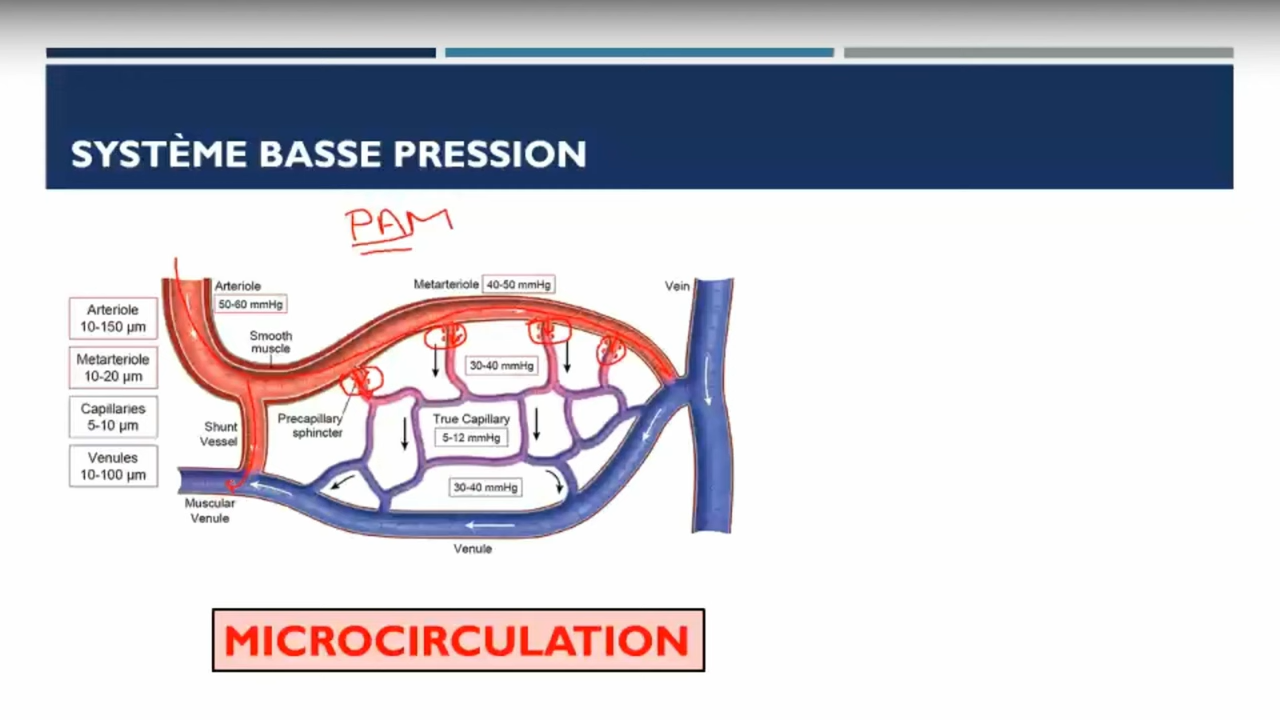 SYSTÈME BASSE PRESSION
PAM
Arteriole
50-60 mmHg
Metarteriole 40-50 mmHg
Vein
Arteriole
10-150 μm
Metarteriole
10-20 μm
Capillaries
5-10 μm
Venules
10-100 μm
Smooth
muscle
30-40 mmHg
Shunt
Vessel
Precapillary
sphincter
True Capillary
5-12 mmHg
30-40 mmHg
Muscular
Venule
Venule
MICROCIRCULATION